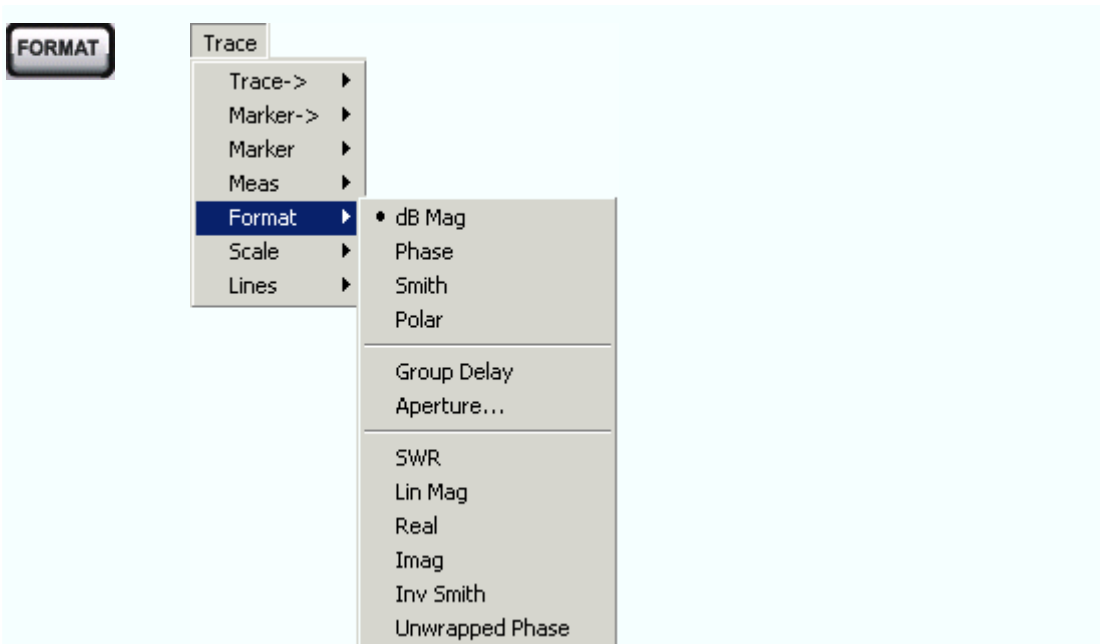 FORMAT
Trace
Trace->
Marker->
Marker
Meas
Format
Scale
Lines
dB Mag
Phase
Smith
Polar
Group Delay
Aperture...
SWR
Lin Mag
Real
Imag
Inv Smith
Unwrapped Phase